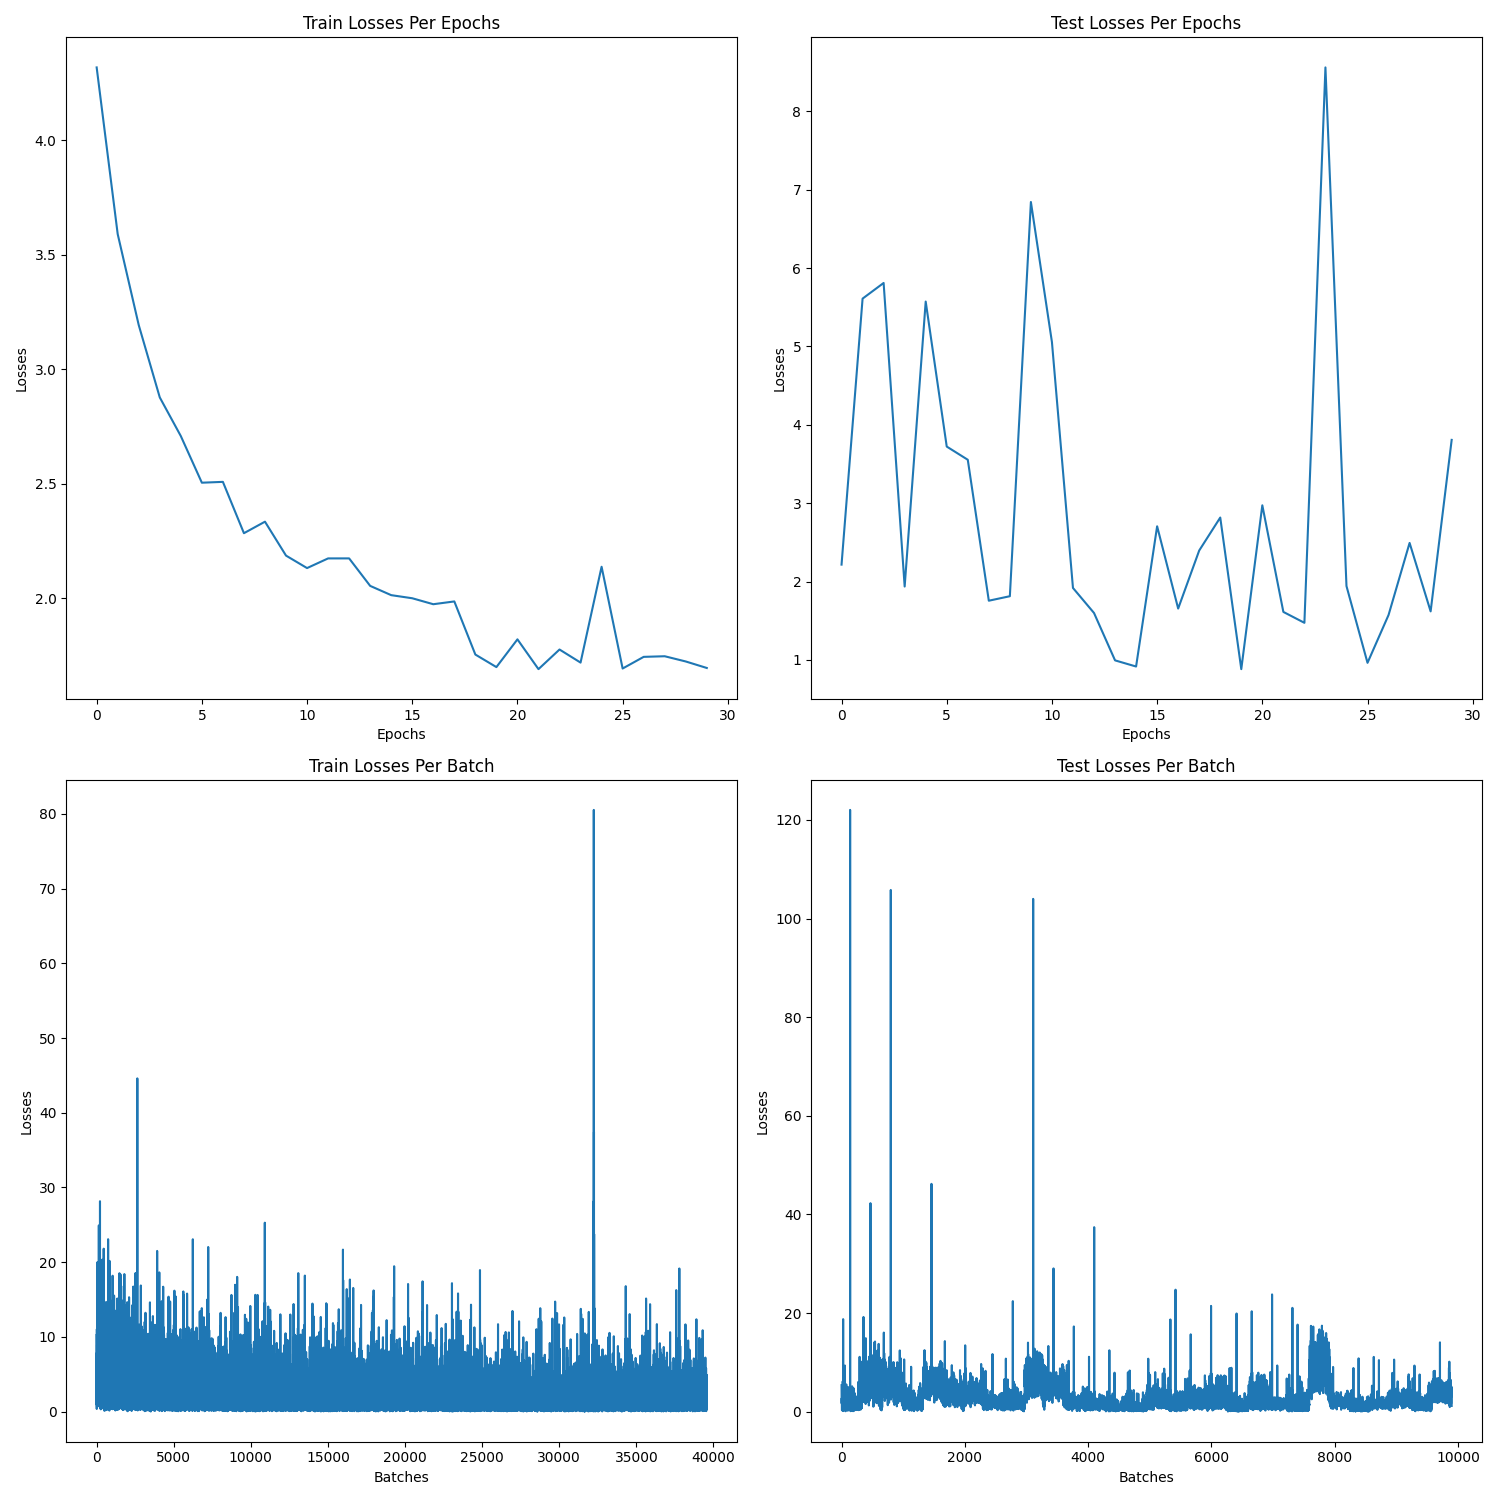 Train Losses Per Epochs
Losses
4.0
3.5
3.0
2.5
2.0
0 5 10 15 20 25 30
Epochs
Test Losses Per Epochs
Losses
8
7
6
5
4
3
2
1
0 5 10 15 20 25 30
Epochs
Train Losses Per Batch
Losses
80
70
60
50
40
30
20
10
0
0 5000 10000 15000 20000 25000 30000 35000 40000
Batches
Test Losses Per Batch
Losses
120
100
80
60
40
20
0
0 2000 4000 6000 8000 10000
Batches